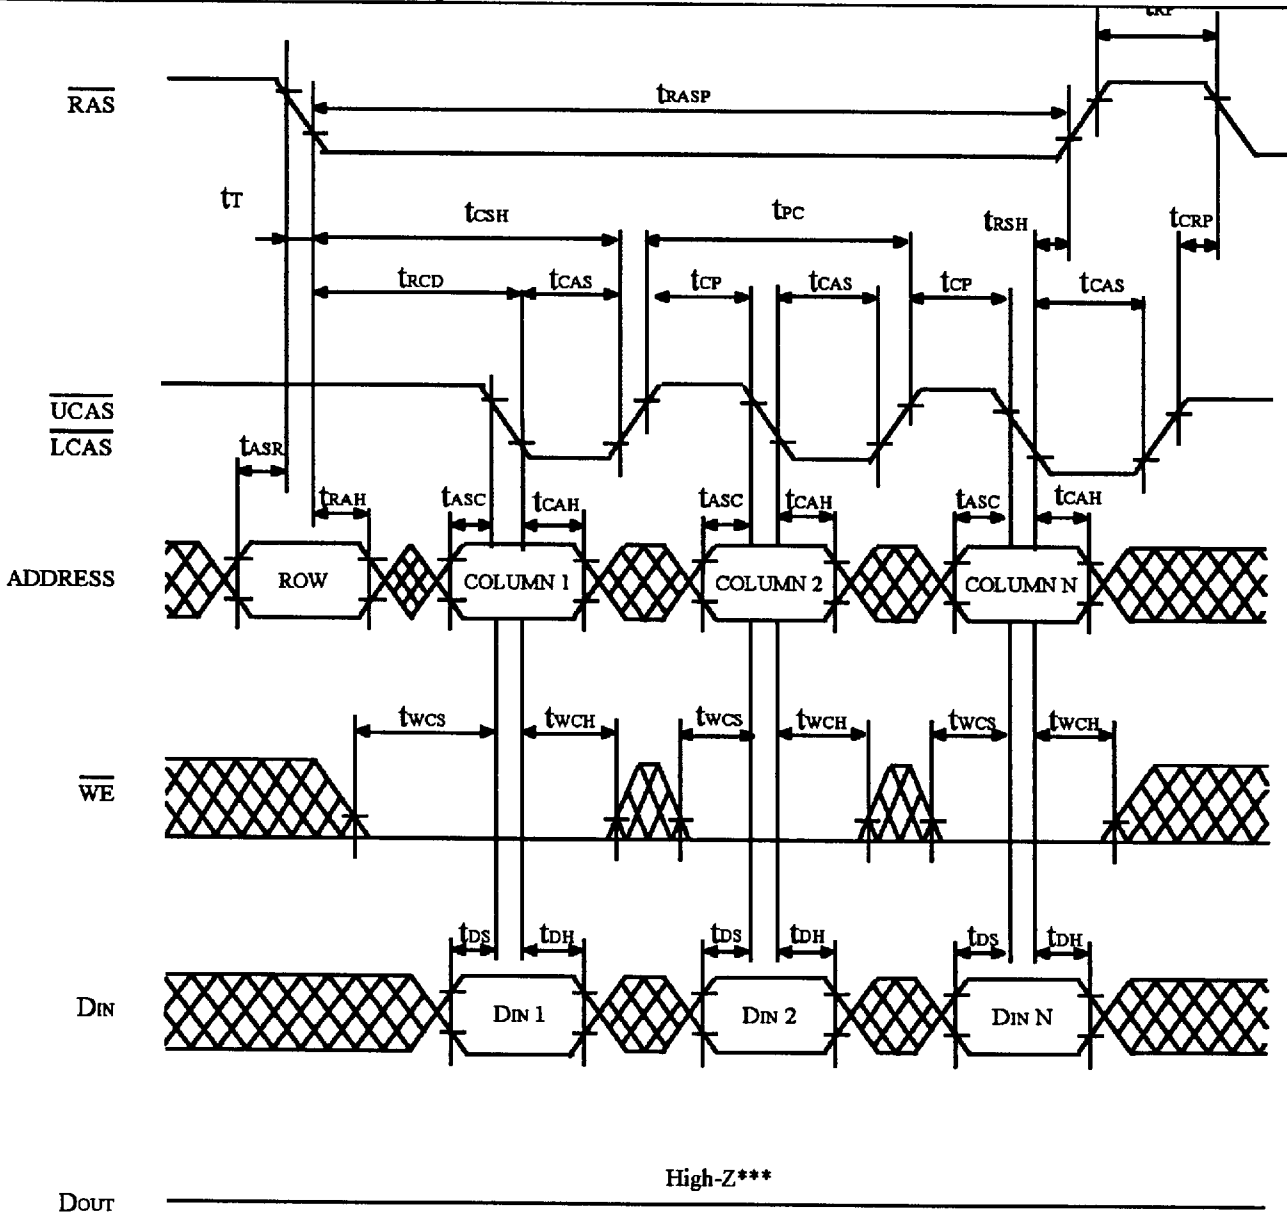 tRP
RAS
tRASP
tT
tCSH
tPC
tRSH
tCRP
tRCD
tCAS
tCP
tCAS
tCP
tCAS
UCAS
LCAS
tASR
tRAH
tASC
tCAH
tASC
tCAH
tASC
tCAH
ADDRESS
ROW
COLUMN 1
COLUMN 2
COLUMN N
tWCS
tWCH
tWCS
tWCH
tWCS
tWCH
WE
tDS
tDH
tDS
tDH
tDS
tDH
DIN
DIN 1
DIN 2
DIN N
High-Z***
DOUT